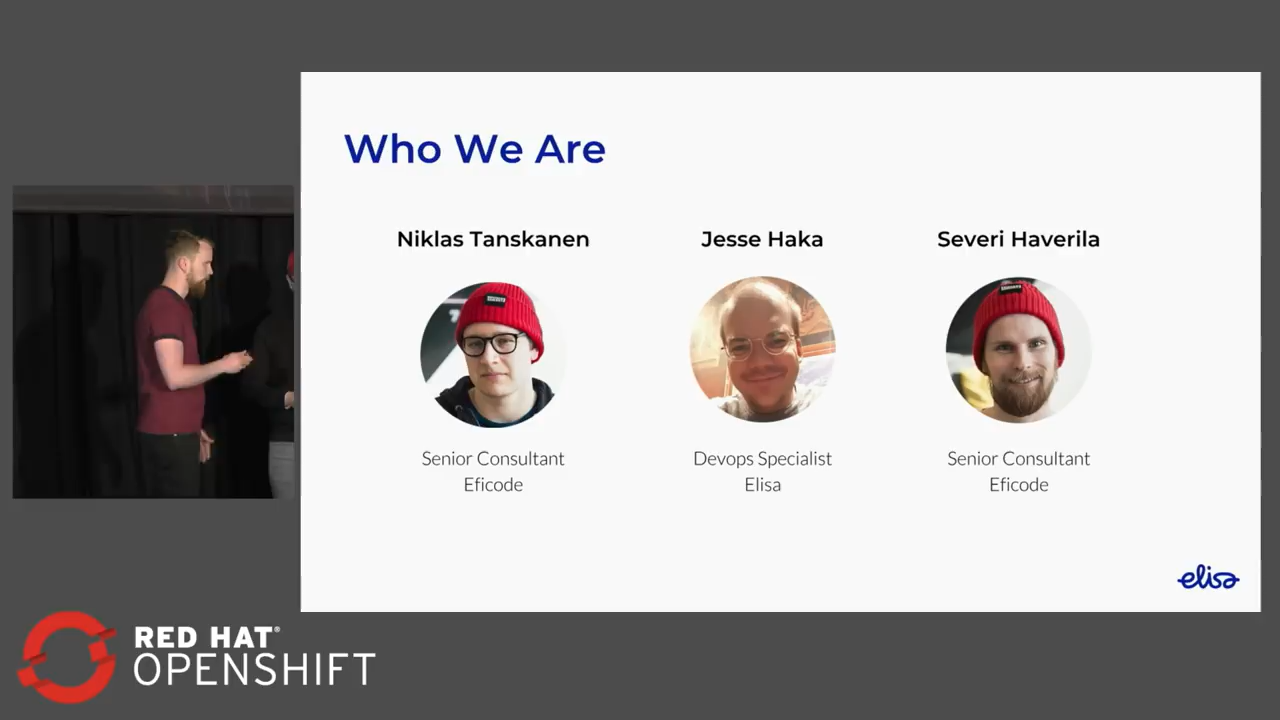 Who We Are
Niklas Tanskanen
Jesse Haka
Severi Haverila
Senior Consultant
Eficode
Devops Specialist
Elisa
Senior Consultant
Eficode
elisa
RED HAT®
OPENSHIFT